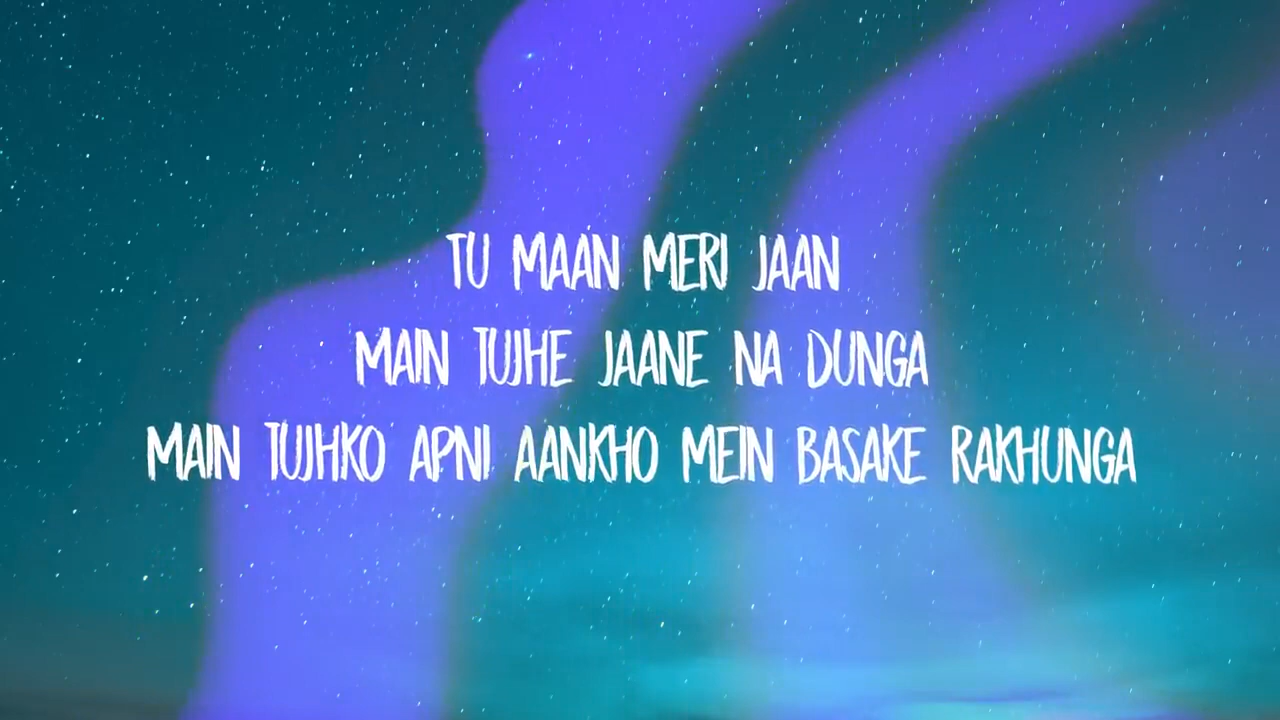 TU MAAN MERI JAAN
MAIN TUJHE JAANE NA DUNGA
MAIN TUJHKO APNI AANKHO MEIN BASAKE RAKHUNGA